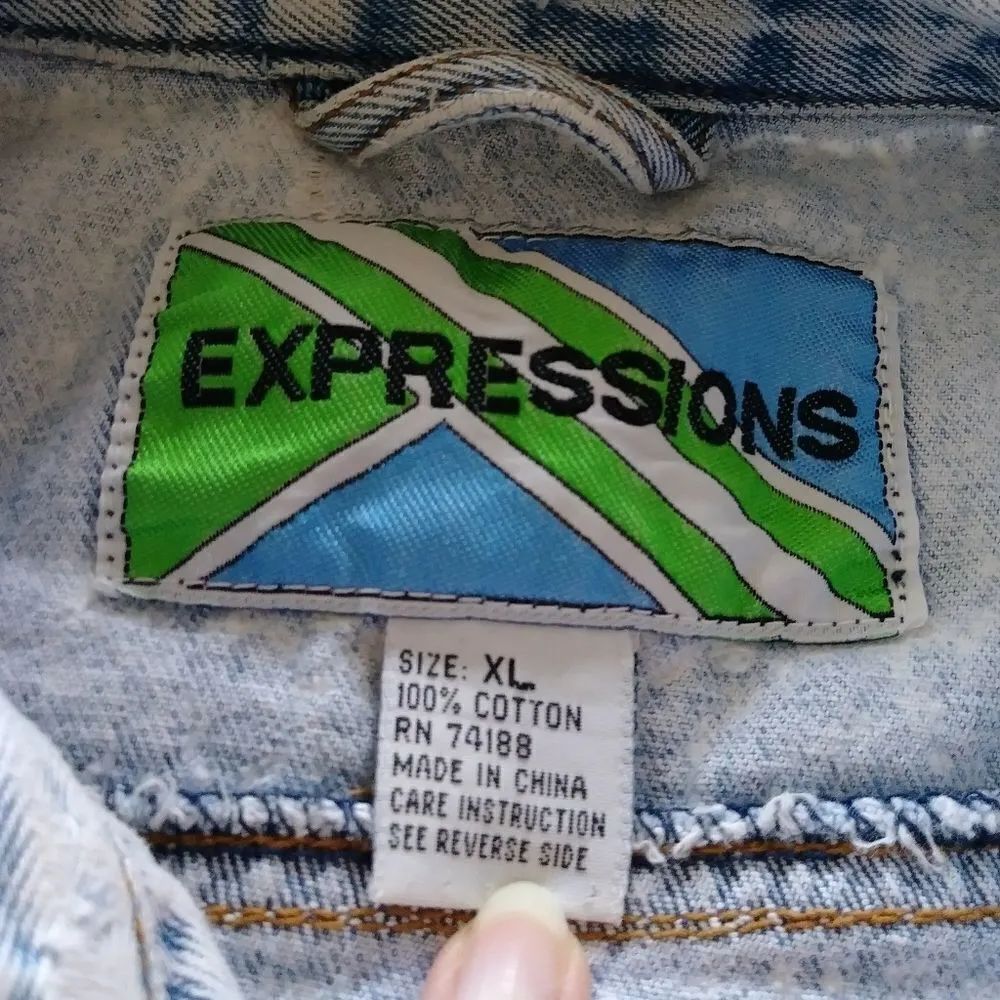 EXPRESSIONS
SIZE: XL
100% COTTON
RN 74188
MADE IN CHINA
CARE INSTRUCTION
SEE REVERSE SIDE